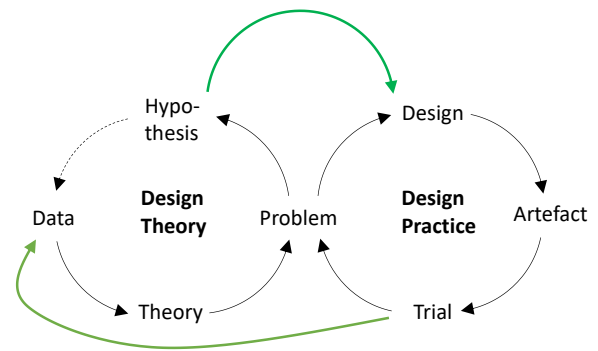 Hypo-
thesis
Design
Design
Theory
Design
Practice
Data
Problem
Artefact
Theory
Trial